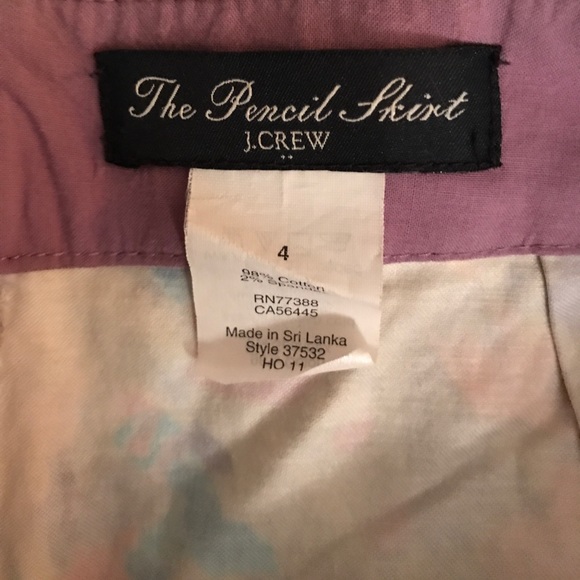 The Pencil Skirt
J.CREW
4
98% Cotton
2% Spandex
RN77388
CA56445
Made in Sri Lanka
Style 37532
HO 11